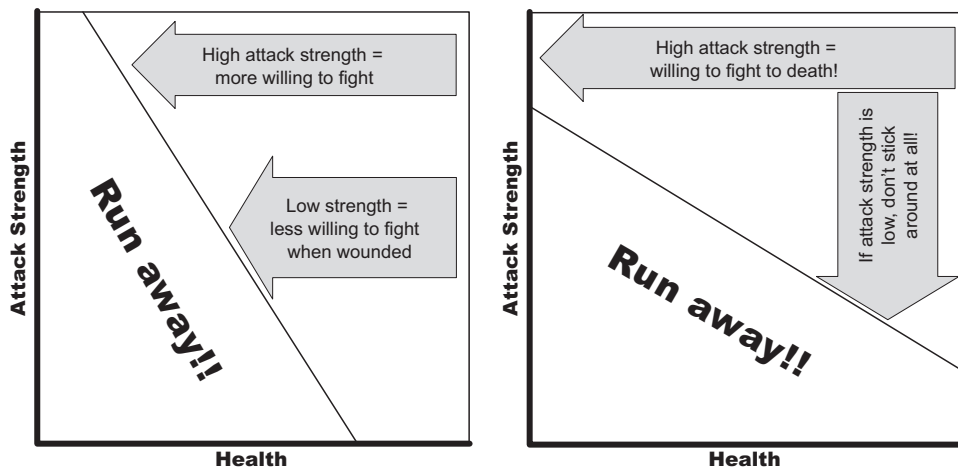 High attack strength =
more willing to fight
Low strength =
less willing to fight
when wounded
Run away!!
Attack Strength
Health
High attack strength =
willing to fight to death!
If attack strength is
low, don't stick
around at all!
Run away!!
Attack Strength
Health